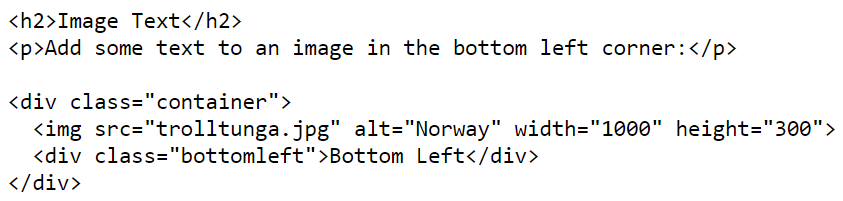 <h2>Image Text</h2>
<p>Add some text to an image in the bottom left corner:</p>
<div class="container">
<img src="trolltunga.jpg" alt="Norway" width="1000" height="300">
<div class="bottomleft">Bottom Left</div>
</div>